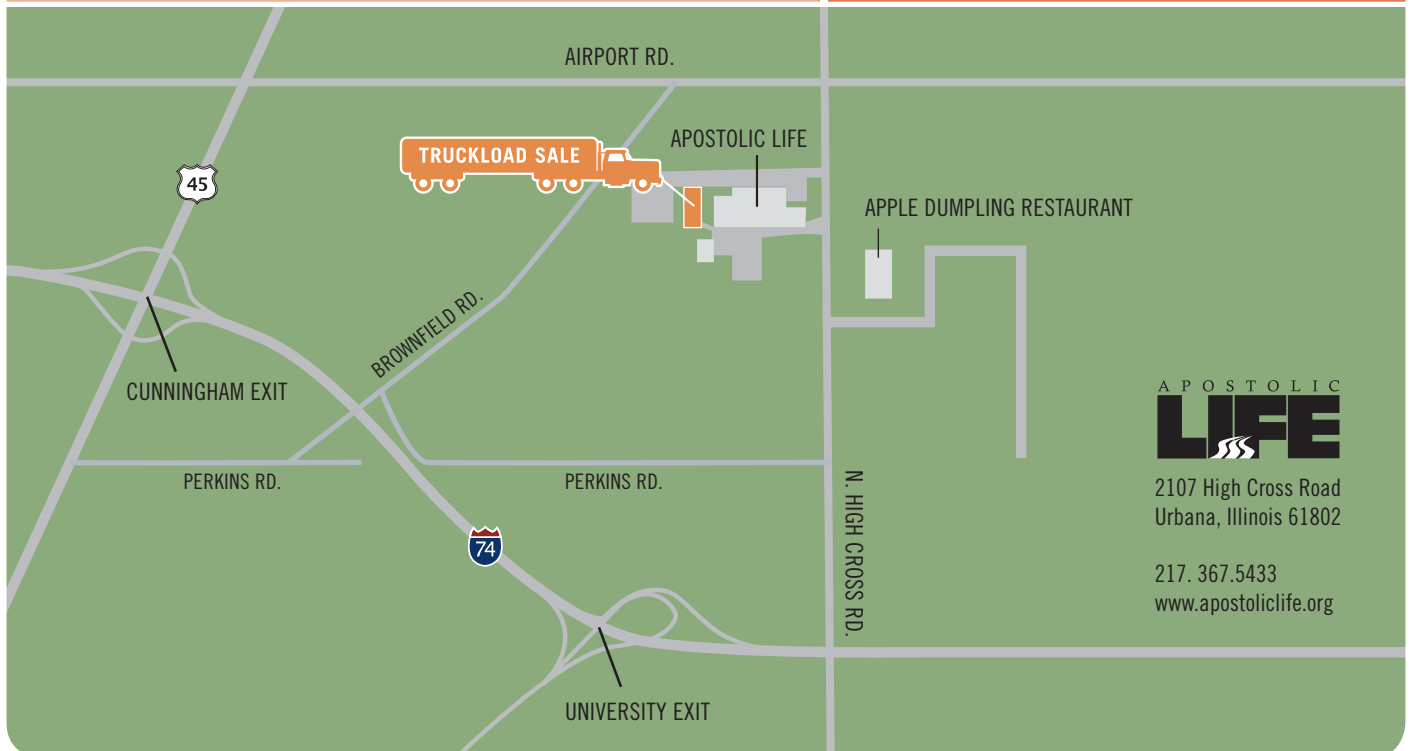 AIRPORT RD.
TRUCKLOAD SALE
APOSTOLIC LIFE
45
APPLE DUMPLING RESTAURANT
BROWNFIELD RD.
CUNNINGHAM EXIT
APOSTOLIC
LIFE
PERKINS RD.
PERKINS RD.
N. HIGH CROSS RD.
2107 High Cross Road
Urbana, Illinois 61802
74
217. 367.5433
www.apostoliclife.org
UNIVERSITY EXIT